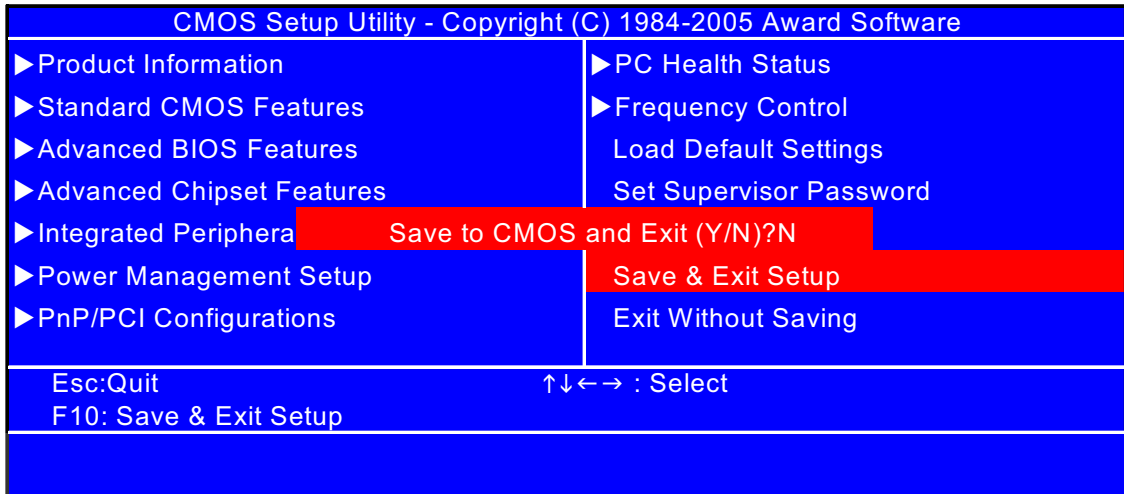 CMOS Setup Utility - Copyright (C) 1984-2005 Award Software
▶Product Information
▶Standard CMOS Features
▶Advanced BIOS Features
▶Advanced Chipset Features
▶Integrated Periphera
▶Power Management Setup
▶PnP/PCI Configurations
▶PC Health Status
▶Frequency Control
Load Default Settings
Set Supervisor Password
Save to CMOS and Exit (Y/N)?N
Save & Exit Setup
Exit Without Saving
Esc:Quit
↑↓←→ : Select
F10: Save & Exit Setup